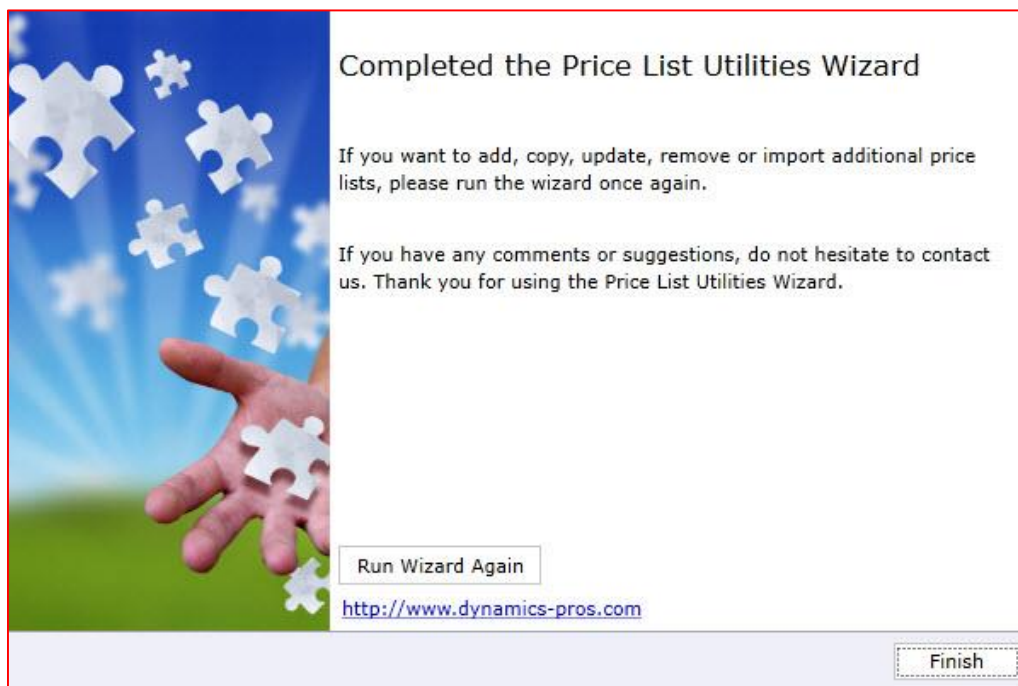 Completed the Price List Utilities Wizard
If you want to add, copy, update, remove or import additional price
lists, please run the wizard once again.
If you have any comments or suggestions, do not hesitate to contact
us. Thank you for using the Price List Utilities Wizard.
Run Wizard Again
http://www.dynamics-pros.com
Finish